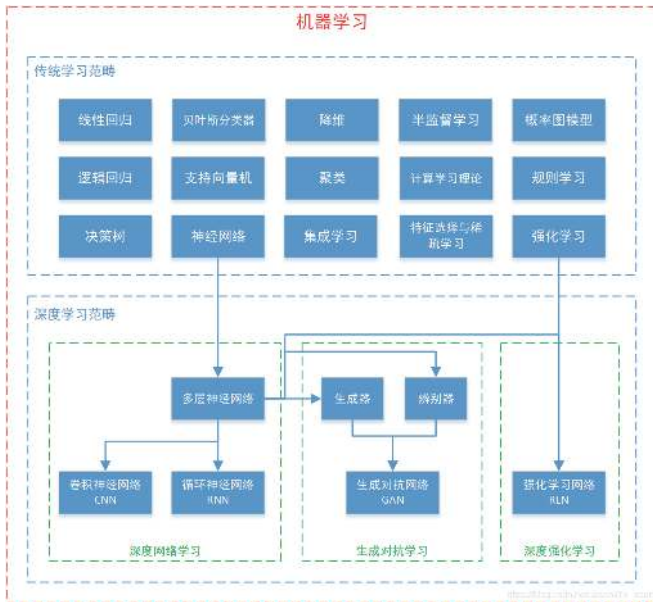 机器学习
传统学习范畴
线性回归
贝叶斯分类器
降维
半监督学习
概率图模型
逻辑回归
支持向量机
聚类
计算学习理论
规则学习
决策树
神经网络
集成学习
特征选择与稀
疏学习
强化学习
深度学习范畴
多层神经网络
生成器
辨别器
卷积神经网络
CNN
循环神经网络
RNN
生成对抗网络
GAN
强化学习网络
RLN
深度网络学习
生成对抗学习
深度强化学习